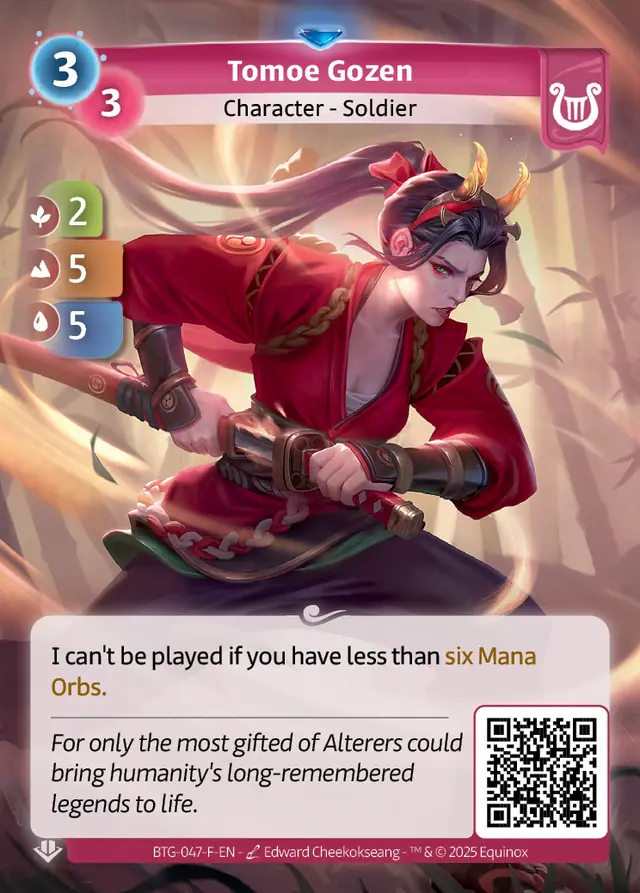 3
Tomoe Gozen
3
Character - Soldier
2
5
5
I can't be played if you have less than six Mana
Orbs.
For only the most gifted of Alterers could
bring humanity's long-remembered
legends to life.
BTG-047-F-EN - Edward Cheekokseang - ™ & © 2025 Equinox